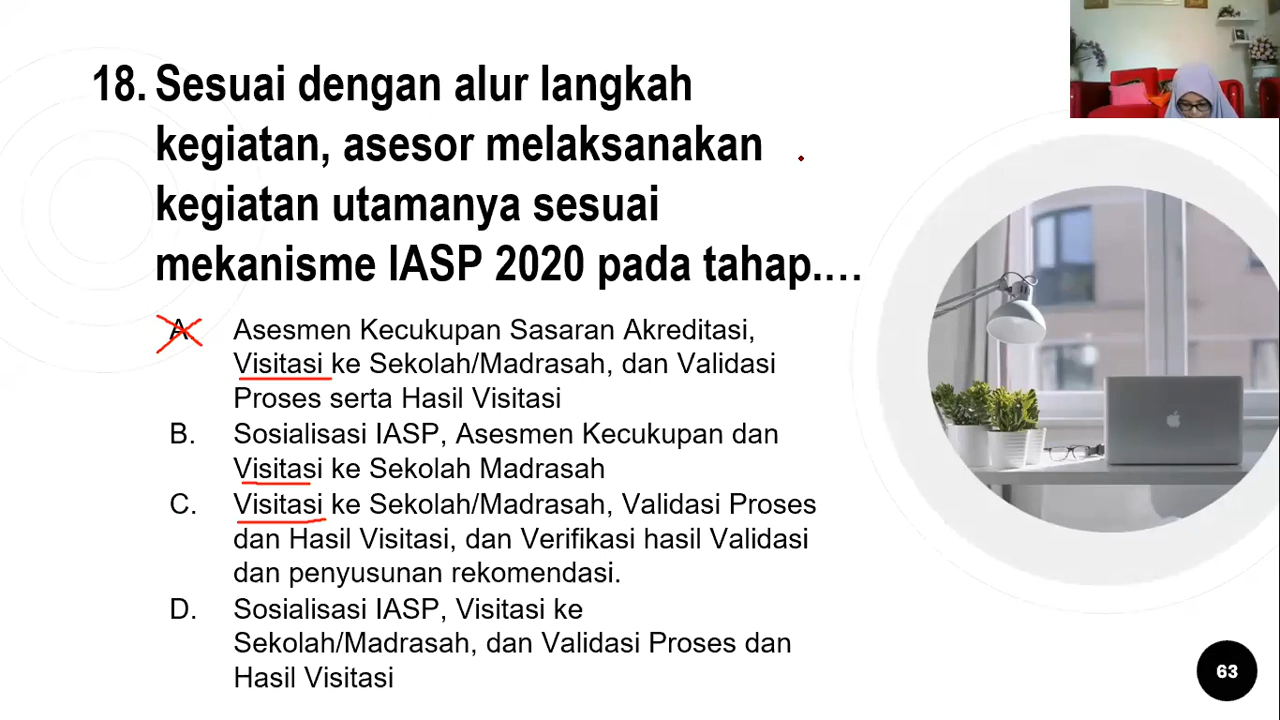 18. Sesuai dengan alur langkah
kegiatan, asesor melaksanakan
kegiatan utamanya sesuai
mekanisme IASP 2020 pada tahap....
A. Asesmen Kecukupan Sasaran Akreditasi,
Visitasi ke Sekolah/Madrasah, dan Validasi
Proses serta Hasil Visitasi
B. Sosialisasi IASP, Asesmen Kecukupan dan
Visitasi ke Sekolah Madrasah
C. Visitasi ke Sekolah/Madrasah, Validasi Proses
dan Hasil Visitasi, dan Verifikasi hasil Validasi
dan penyusunan rekomendasi.
D. Sosialisasi IASP, Visitasi ke
Sekolah/Madrasah, dan Validasi Proses dan
Hasil Visitasi
63